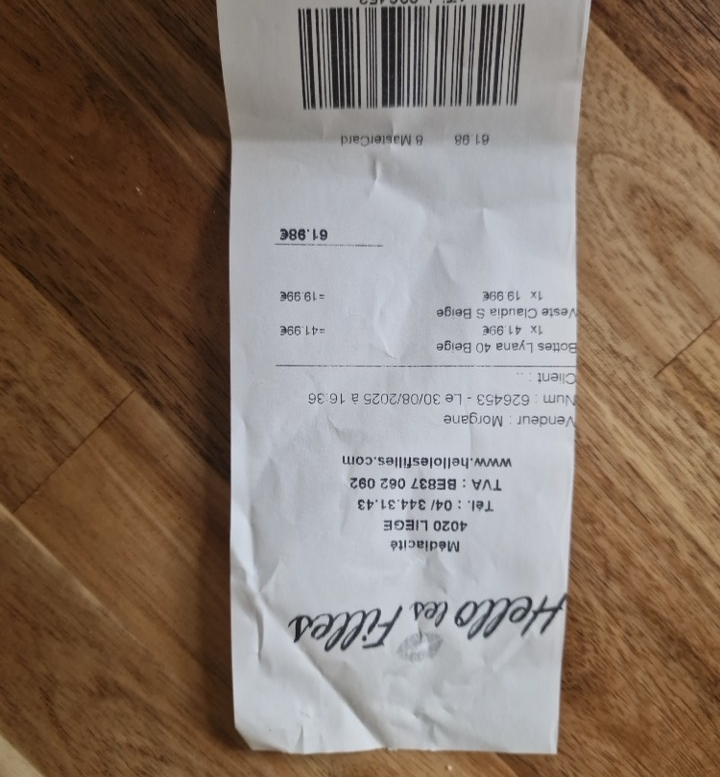 Hello les Filles
Médiacité
4020 LIEGE
Tél. : 04/ 344.31.43
TVA : BE837 062 092
www.hellolesfilles.com
Vendeur : Morgane
Num : 626453 - Le 30/08/2025 à 16:36
Client : ..
Bottes Lyana 40 Beige
1x 41.99€ =41.99€
Veste Claudia S Beige
1x 19.99€ =19.99€
61.98€
61.98 8 MasterCard